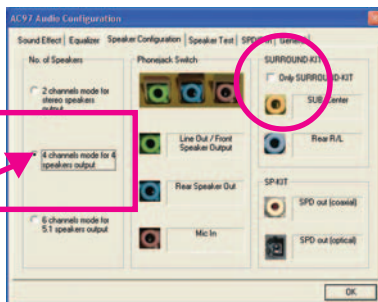 AC97 Audio Configuration
Sound Effect
Equalizer
Speaker Configuration
Speaker Test
General
No. of Speakers
2 channels mode for
stereo speakers
output
4 channels mode for 4
speakers output
6 channels mode for
5.1 speakers output
Phonejack Switch
Line Out / Front
Speaker Output
Rear Speaker Out
Mic In
SURROUND-KIT
Only SURROUND-KIT
SUB/Center
Rear R/L
SP-KIT
SPD out (coaxial)
SPD out (optical)
OK